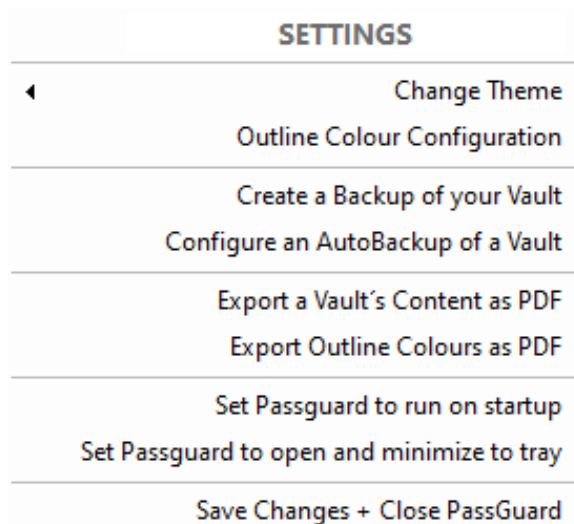 SETTINGS
Change Theme
Outline Colour Configuration
Create a Backup of your Vault
Configure an AutoBackup of a Vault
Export a Vault´s Content as PDF
Export Outline Colours as PDF
Set Passguard to run on startup
Set Passguard to open and minimize to tray
Save Changes + Close PassGuard